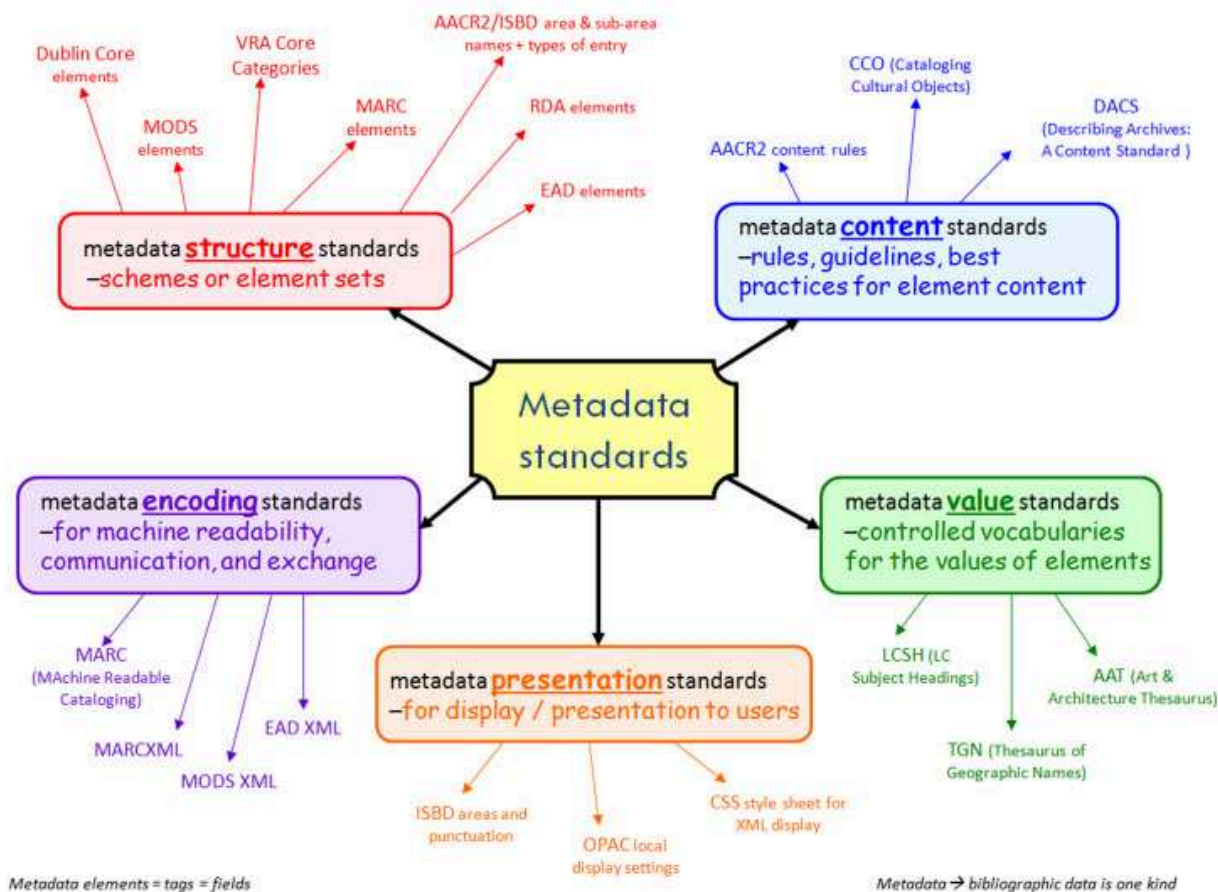 Dublin Core
elements
VRA Core
Categories
AACR2/ISBD area & sub-area
names + types of entry
MODS
elements
MARC
elements
RDA elements
EAD elements
metadata structure standards
–schemes or element sets
CCO (Cataloging
Cultural Objects)
DACS
(Describing Archives:
A Content Standard )
AACR2 content rules
metadata content standards
–rules, guidelines, best
practices for element content
Metadata
standards
metadata encoding standards
–for machine readability,
communication, and exchange
MARC
(MAchine Readable
Cataloging)
MARCXML
MODS XML
EAD XML
metadata presentation standards
–for display / presentation to users
ISBD areas and
punctuation
OPAC local
display settings
CSS style sheet for
XML display
metadata value standards
–controlled vocabularies
for the values of elements
LCSH (LC
Subject Headings)
TGN (Thesaurus of
Geographic Names)
AAT (Art &
Architecture Thesaurus)
Metadata elements = tags = fields
Metadata → bibliographic data is one kind